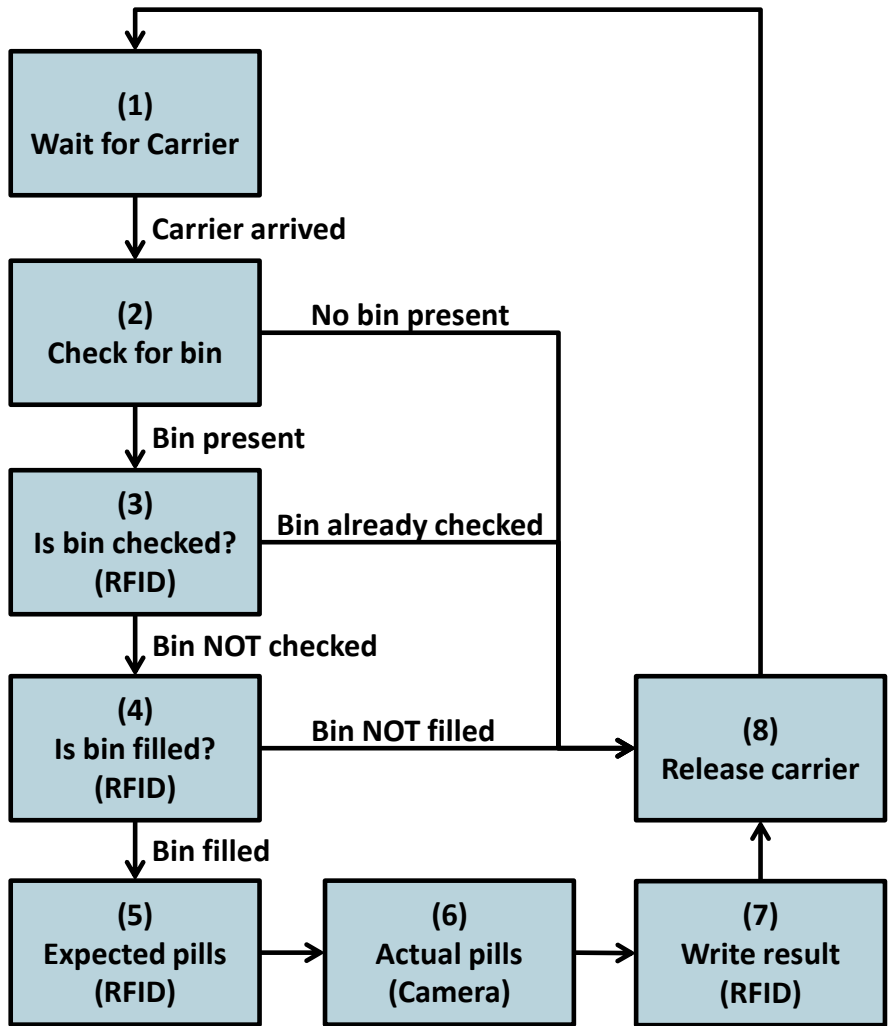 (1)
Wait for Carrier
Carrier arrived
(2)
Check for bin
No bin present
Bin present
(3)
Is bin checked?
(RFID)
Bin already checked
Bin NOT checked
(4)
Is bin filled?
(RFID)
Bin NOT filled
(8)
Release carrier
Bin filled
(5)
Expected pills
(RFID)
(6)
Actual pills
(Camera)
(7)
Write result
(RFID)